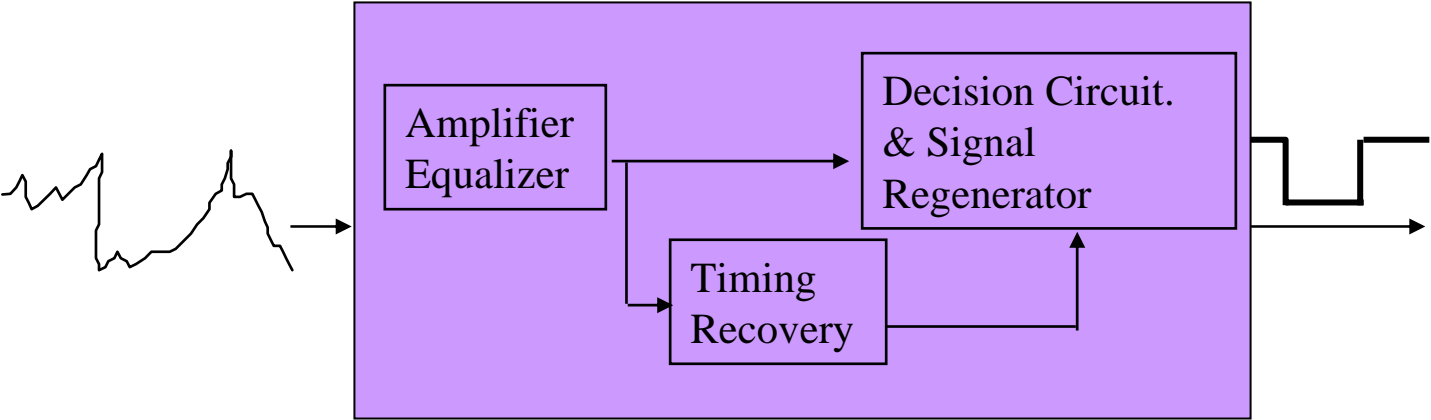 Amplifier
Equalizer
Decision Circuit.
& Signal
Regenerator
Timing
Recovery